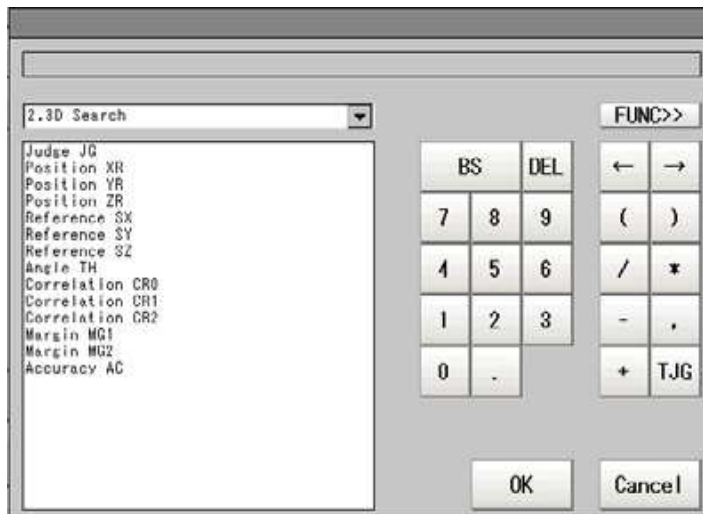 2.3D Search
FUNC>>
Judge JG
Position XR
Position YR
Position ZR
Reference SX
Reference SY
Reference SZ
Angle TH
Correlation CR0
Correlation CR1
Correlation CR2
Margin MG1
Margin MG2
Accuracy AC
BS DEL ← →
7 8 9 ( )
4 5 6 / *
1 2 3 - ,
0 . + TJG
OK Cancel